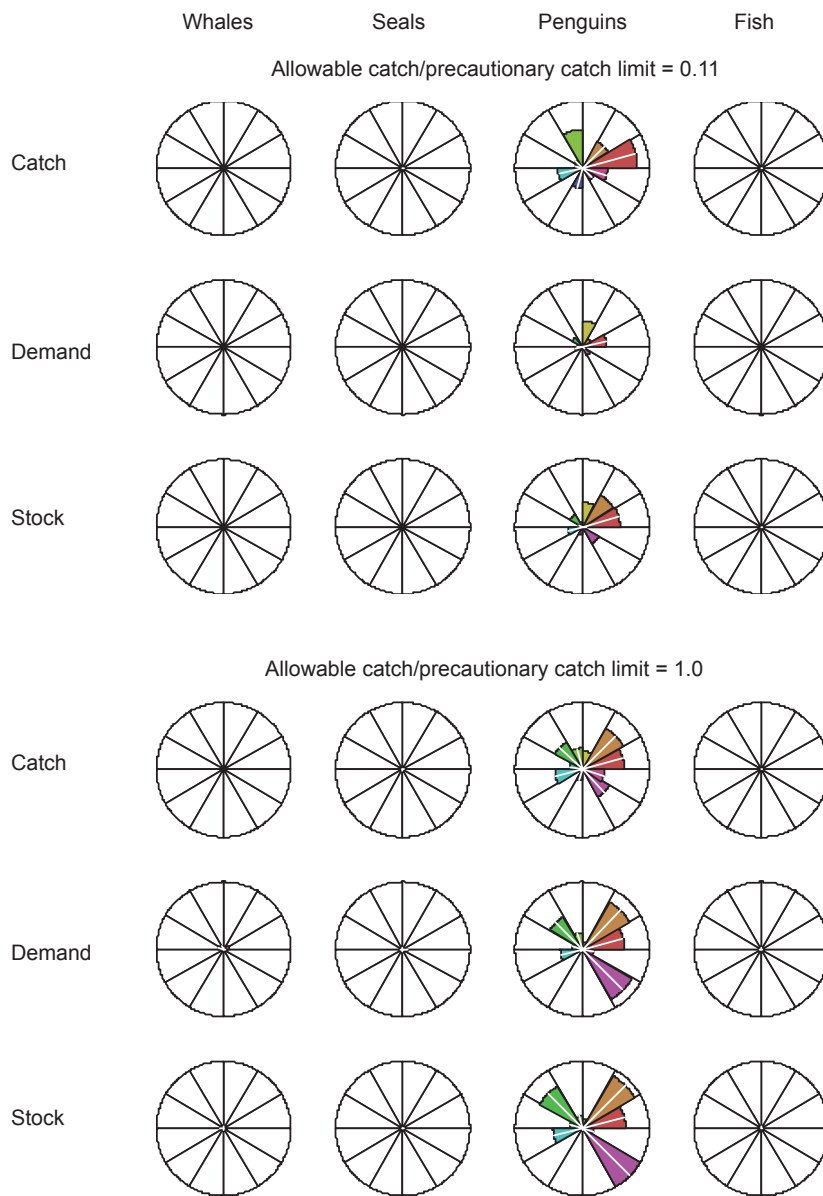 Whales Seals Penguins Fish
Allowable catch/precautionary catch limit = 0.11
Catch
Demand
Stock
Allowable catch/precautionary catch limit = 1.0
Catch
Demand
Stock